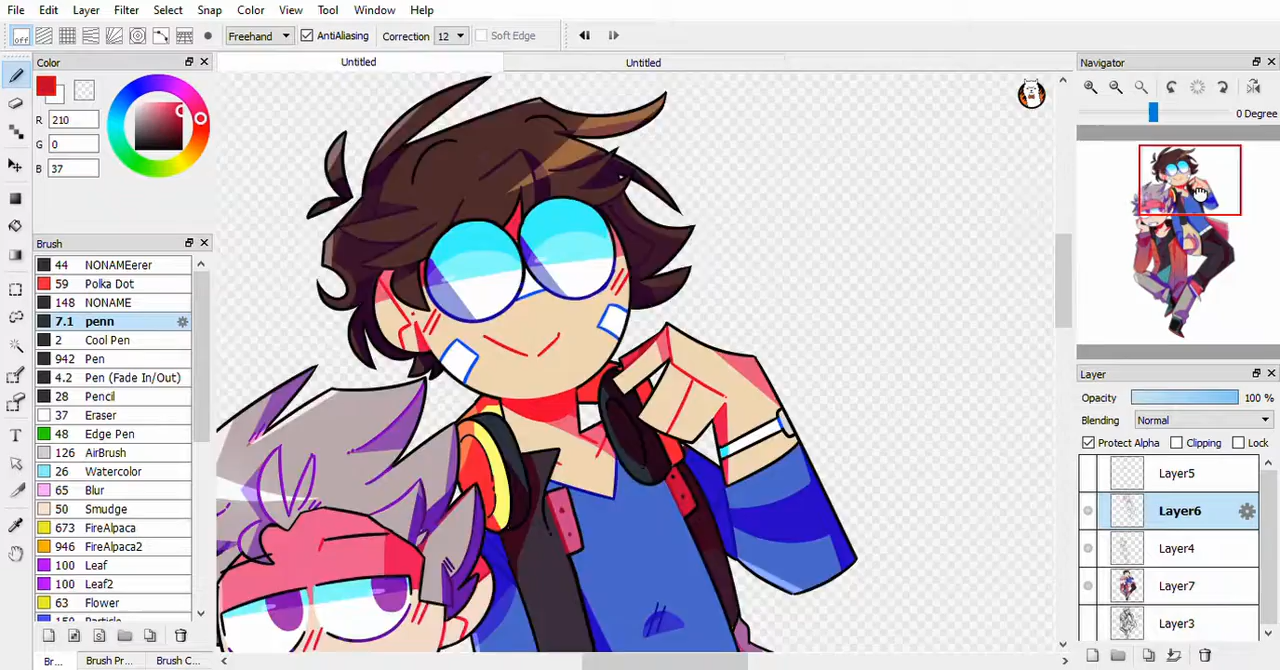 File Edit Layer Filter Select Snap Color View Tool Window Help
off Freehand AntiAliasing Correction 12 Soft Edge
Color Untitled Untitled Navigator
R 210
G 0
B 37
0 Degree
Brush
44 NONAMEerer
59 Polka Dot
148 NONAME
7.1 penn
2 Cool Pen
942 Pen
4.2 Pen (Fade In/Out)
28 Pencil
37 Eraser
48 Edge Pen
126 AirBrush
26 Watercolor
65 Blur
50 Smudge
673 FireAlpaca
946 FireAlpaca2
100 Leaf
100 Leaf2
63 Flower
Layer
Opacity 100 %
Blending Normal
Protect Alpha Clipping Lock
Layer5
Layer6
Layer4
Layer7
Layer3
Br... Brush Pr... Brush C...